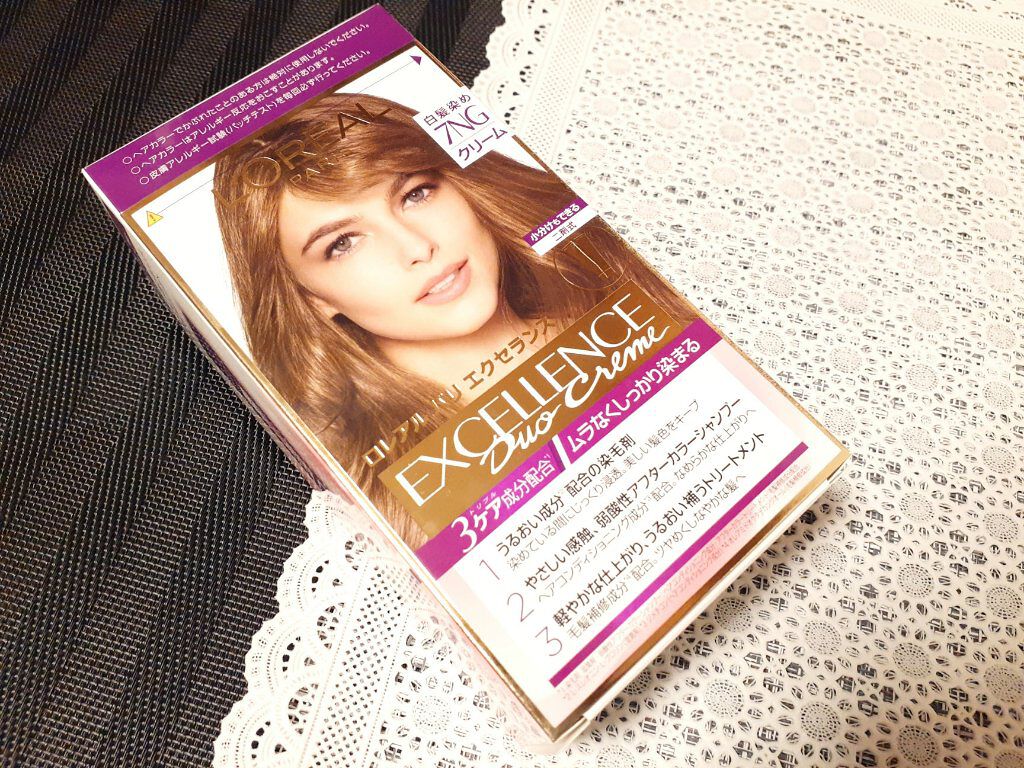 ○ヘアカラーでかぶれたことのある方は絶対に使用しないでください。
○ヘアカラーはアレルギー反応をおこすことがあります。
○皮膚アレルギー試験(パッチテスト)を毎回必ず行ってください。
L'ORÉAL
PARIS
白髪染め
7NG
クリーム
小分けもできる
二剤式
ロレアル パリ エクセランス
EXCELLENCE
Duo Creme
トリプル
3ケア成分配合 ムラなくしっかり染まる
1 うるおい成分*配合の染毛剤
染めている間にしっくり浸透、美しい髪色をキープ
2 やさしい感触、弱酸性アフターカラーシャンプー
ヘアコンディショニング成分*配合。なめらかな仕上がりへ
3 軽やかな仕上がり、うるおい補うトリートメント
毛髪補修成分*配合。ツヤめくしなやかな髪へ